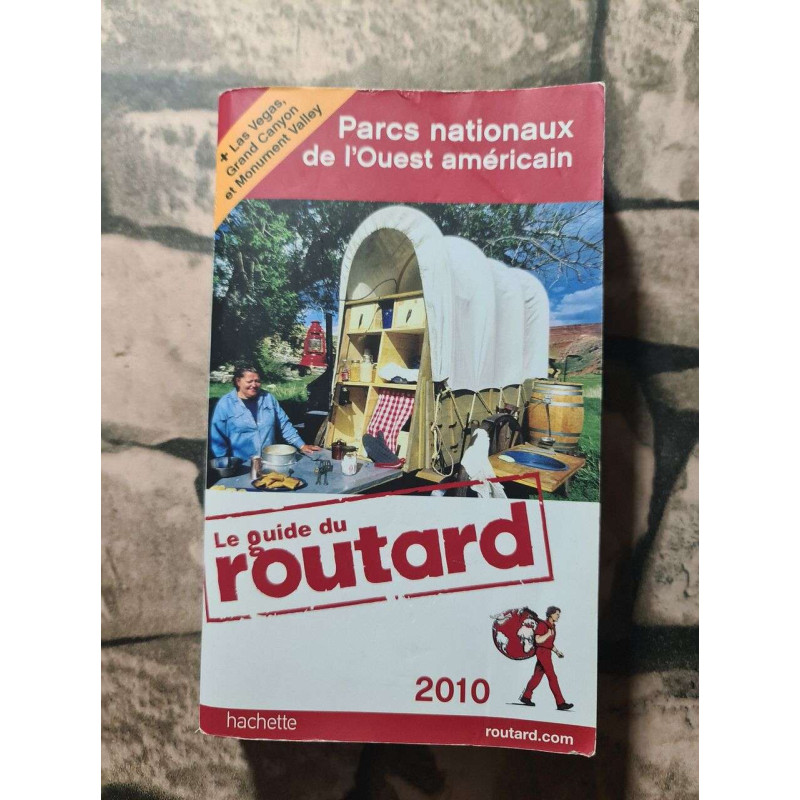 + Las Vegas,
Grand Canyon
et Monument Valley
Parcs nationaux
de l'Ouest américain
Le guide du
routard
2010
hachette
routard.com